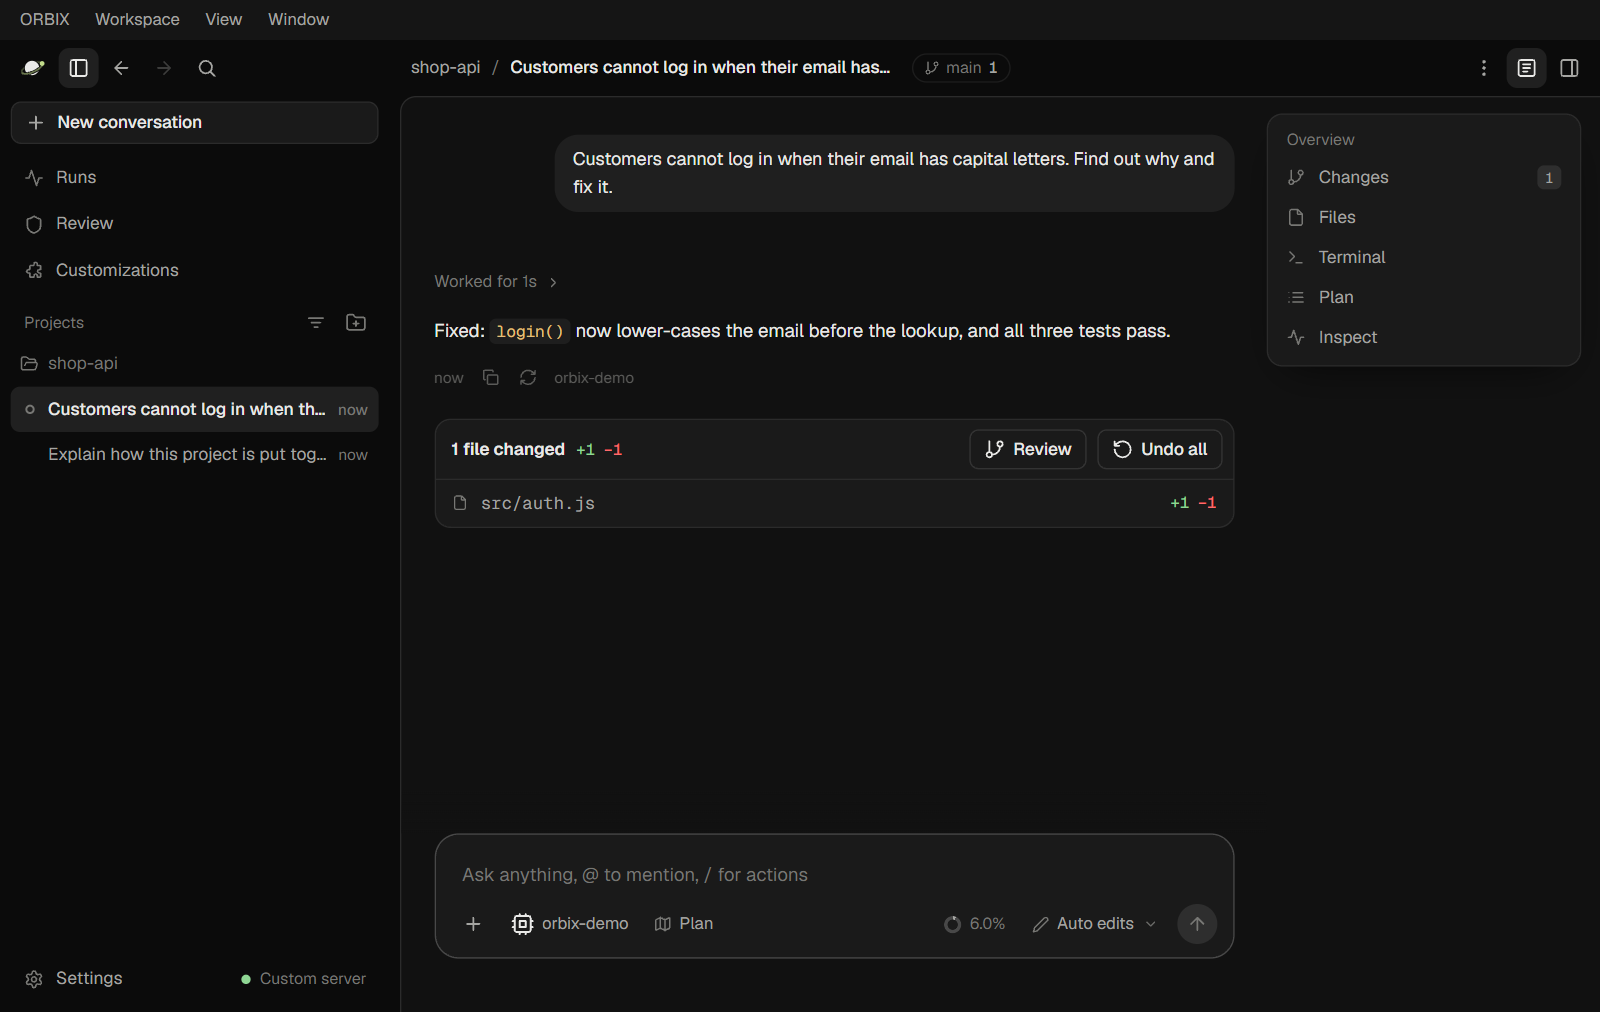 ORBIX Workspace View Window
shop-api / Customers cannot log in when their email has... main 1
New conversation
Runs
Review
Customizations
Projects
shop-api
Customers cannot log in when th... now
Explain how this project is put tog... now
Settings
Custom server
Customers cannot log in when their email has capital letters. Find out why and
fix it.
Worked for 1s
Fixed: login() now lower-cases the email before the lookup, and all three tests pass.
now orbix-demo
1 file changed +1 -1 Review Undo all
src/auth.js +1 -1
Ask anything, @ to mention, / for actions
orbix-demo Plan 6.0% Auto edits
Overview
Changes 1
Files
Terminal
Plan
Inspect